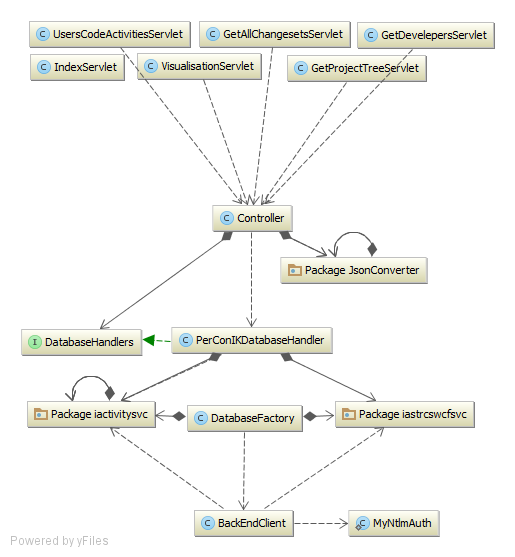 UsersCodeActivitiesServlet
GetAllChangesetsServlet
GetDevelepersServlet
IndexServlet
VisualisationServlet
GetProjectTreeServlet
Controller
Package JsonConverter
DatabaseHandlers
PerConIKDatabaseHandler
Package iactivitysvc
DatabaseFactory
Package iastrcswcfsvc
BackEndClient
MyNtlmAuth
Powered by yFiles